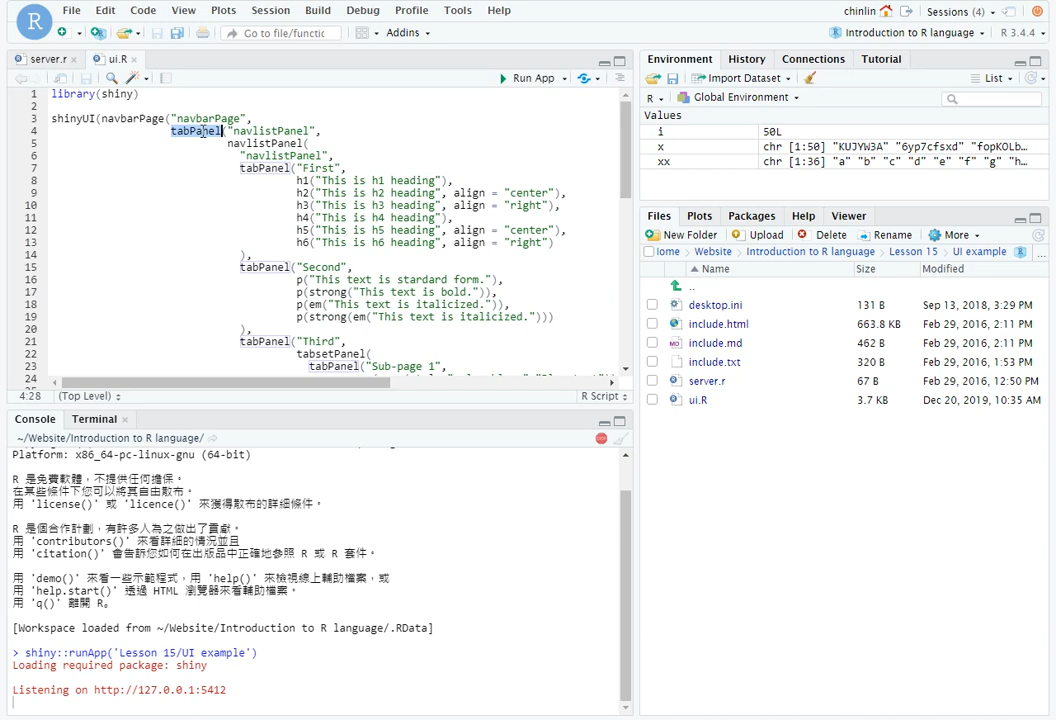 File Edit Code View Plots Session Build Debug Profile Tools Help
chinlin Sessions (4)
Go to file/functic Addins
Introduction to R language R 3.4.4
server.r ui.R
Run App
1 library(shiny)
2
3 shinyUI(navbarPage("navbarPage",
4 tabPanel("navlistPanel",
5 navlistPanel(
6 "navlistPanel",
7 tabPanel("First",
8 h1("This is h1 heading"),
9 h2("This is h2 heading", align = "center"),
10 h3("This is h3 heading", align = "right"),
11 h4("This is h4 heading"),
12 h5("This is h5 heading", align = "center"),
13 h6("This is h6 heading", align = "right")
14 ),
15 tabPanel("Second",
16 p("This text is stardard form."),
17 p(strong("This text is bold.")),
18 p(em("This text is italicized.")),
19 p(strong(em("This text is italicized.")))
20 ),
21 tabPanel("Third",
22 tabsetPanel(
23 tabPanel("Sub-page 1",
24
4:28 (Top Level) R Script
Console Terminal
~/Website/Introduction to R language/
Platform: x86_64-pc-linux-gnu (64-bit)
R 是免費軟體，不提供任何擔保。
在某些條件下您可以將其自由散布。
用 'license()' 或 'licence()' 來獲得散布的詳細條件。
R 是個合作計劃，有許多人為之做出了貢獻。
用 'contributors()' 來看詳細的情況並且
用 'citation()' 會告訴您如何在出版品中正確地參照 R 或 R 套件。
用 'demo()' 來看一些示範程式，用 'help()' 來檢視線上輔助檔案，或
用 'help.start()' 透過 HTML 瀏覽器來看輔助檔案。
用 'q()' 離開 R。
[Workspace loaded from ~/Website/Introduction to R language/.RData]
> shiny::runApp('Lesson 15/UI example')
Loading required package: shiny
Listening on http://127.0.0.1:5412
Environment History Connections Tutorial
Import Dataset List
R Global Environment
Values
i 50L
x chr [1:50] "KUJYW3A" "6yp7cfsxd" "fopKOLb…
xx chr [1:36] "a" "b" "c" "d" "e" "f" "g" "h…
Files Plots Packages Help Viewer
New Folder Upload Delete Rename More
Home Website Introduction to R language Lesson 15 UI example ...
Name Size Modified
..
desktop.ini 131 B Sep 13, 2018, 3:29 PM
include.html 663.8 KB Feb 29, 2016, 2:11 PM
include.md 462 B Feb 29, 2016, 2:11 PM
include.txt 320 B Feb 29, 2016, 1:53 PM
server.r 67 B Feb 29, 2016, 12:50 PM
ui.R 3.7 KB Dec 20, 2019, 10:35 AM